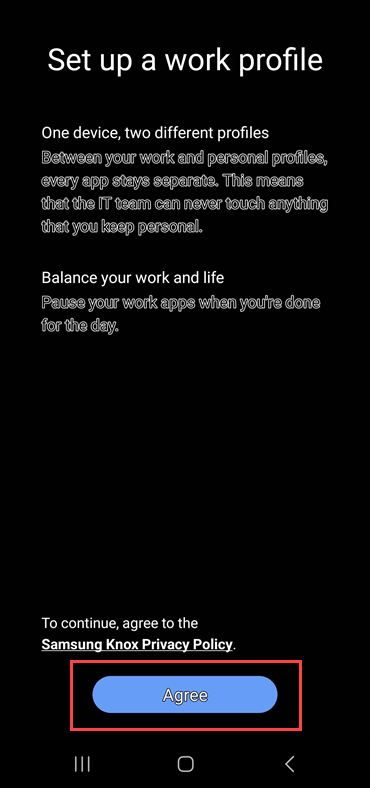 Set up a work profile
One device, two different profiles
Between your work and personal profiles,
every app stays separate. This means
that the IT team can never touch anything
that you keep personal.
Balance your work and life
Pause your work apps when you're done
for the day.
To continue, agree to the
Samsung Knox Privacy Policy.
Agree